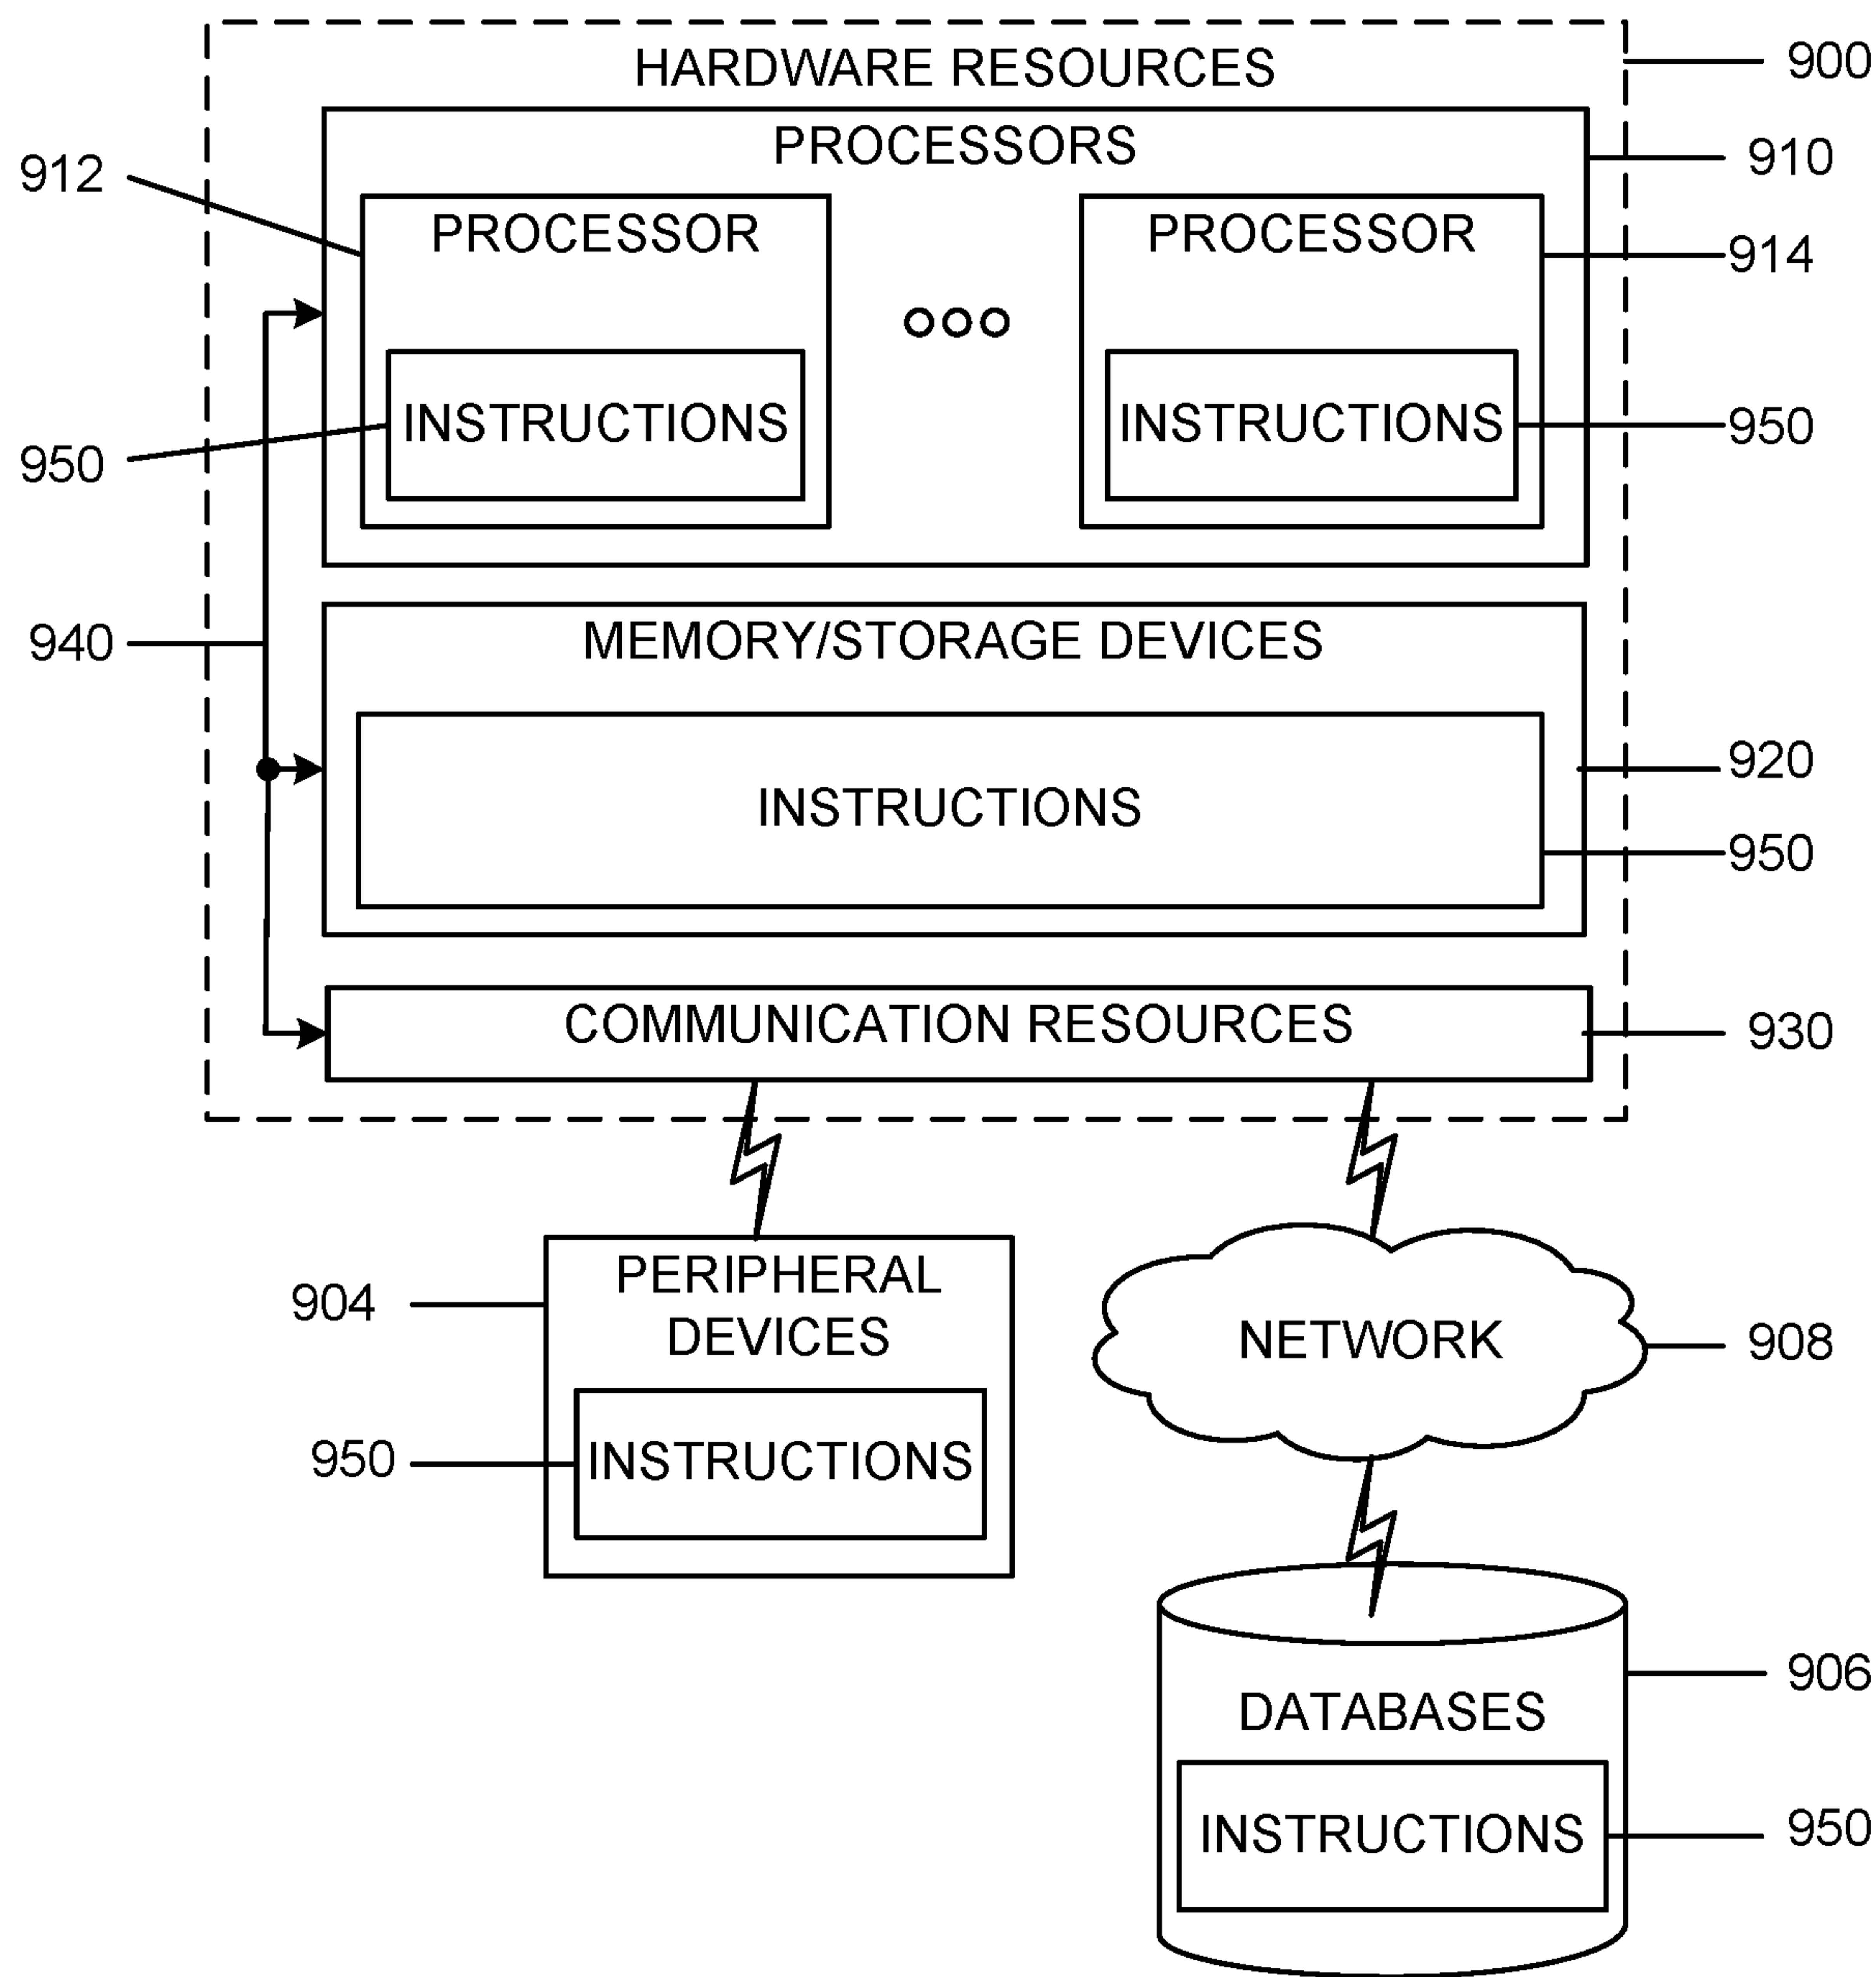 HARDWARE RESOURCES
900
PROCESSORS
910
912
PROCESSOR
PROCESSOR
914
INSTRUCTIONS
INSTRUCTIONS
950
950
940
MEMORY/STORAGE DEVICES
920
INSTRUCTIONS
950
COMMUNICATION RESOURCES
930
904
PERIPHERAL
DEVICES
NETWORK
908
950
INSTRUCTIONS
906
DATABASES
INSTRUCTIONS
950